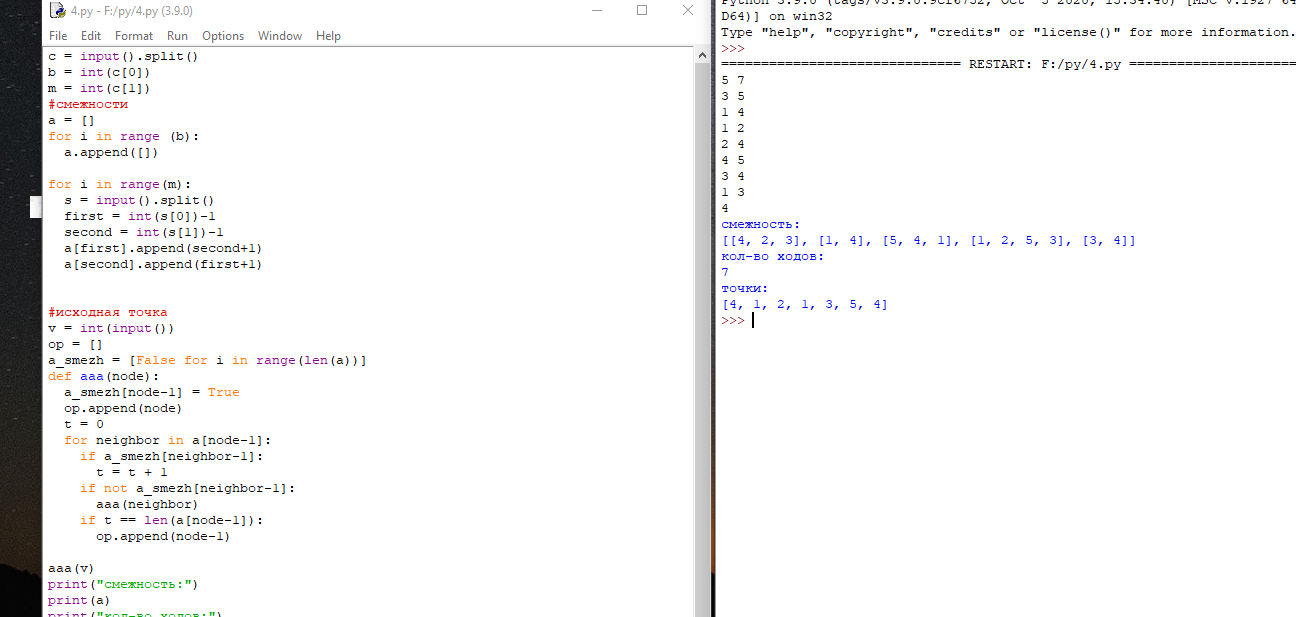 4.py - F:/py/4.py (3.9.0)
File Edit Format Run Options Window Help
c = input().split()
b = int(c[0])
m = int(c[1])
#смежности
a = []
for i in range (b):
  a.append([])
for i in range(m):
  s = input().split()
  first = int(s[0])-1
  second = int(s[1])-1
  a[first].append(second+1)
  a[second].append(first+1)
#исходная точка
v = int(input())
op = []
a_smezh = [False for i in range(len(a))]
def aaa(node):
  a_smezh[node-1] = True
  op.append(node)
  t = 0
  for neighbor in a[node-1]:
    if a_smezh[neighbor-1]:
      t = t + 1
    if not a_smezh[neighbor-1]:
      aaa(neighbor)
    if t == len(a[node-1]):
      op.append(node-1)
aaa(v)
print("смежность:")
print(a)
print("кол-во ходов:")
Python 3.9.0 (tags/v3.9.0:9cf6752, Oct  5 2020, 15:34:40) [MSC v.1927 64
D64)] on win32
Type "help", "copyright", "credits" or "license()" for more information.
>>>
============================== RESTART: F:/py/4.py =====================
5 7
3 5
1 4
1 2
2 4
4 5
3 4
1 3
4
смежность:
[[4, 2, 3], [1, 4], [5, 4, 1], [1, 2, 5, 3], [3, 4]]
кол-во ходов:
7
точки:
[4, 1, 2, 1, 3, 5, 4]
>>>